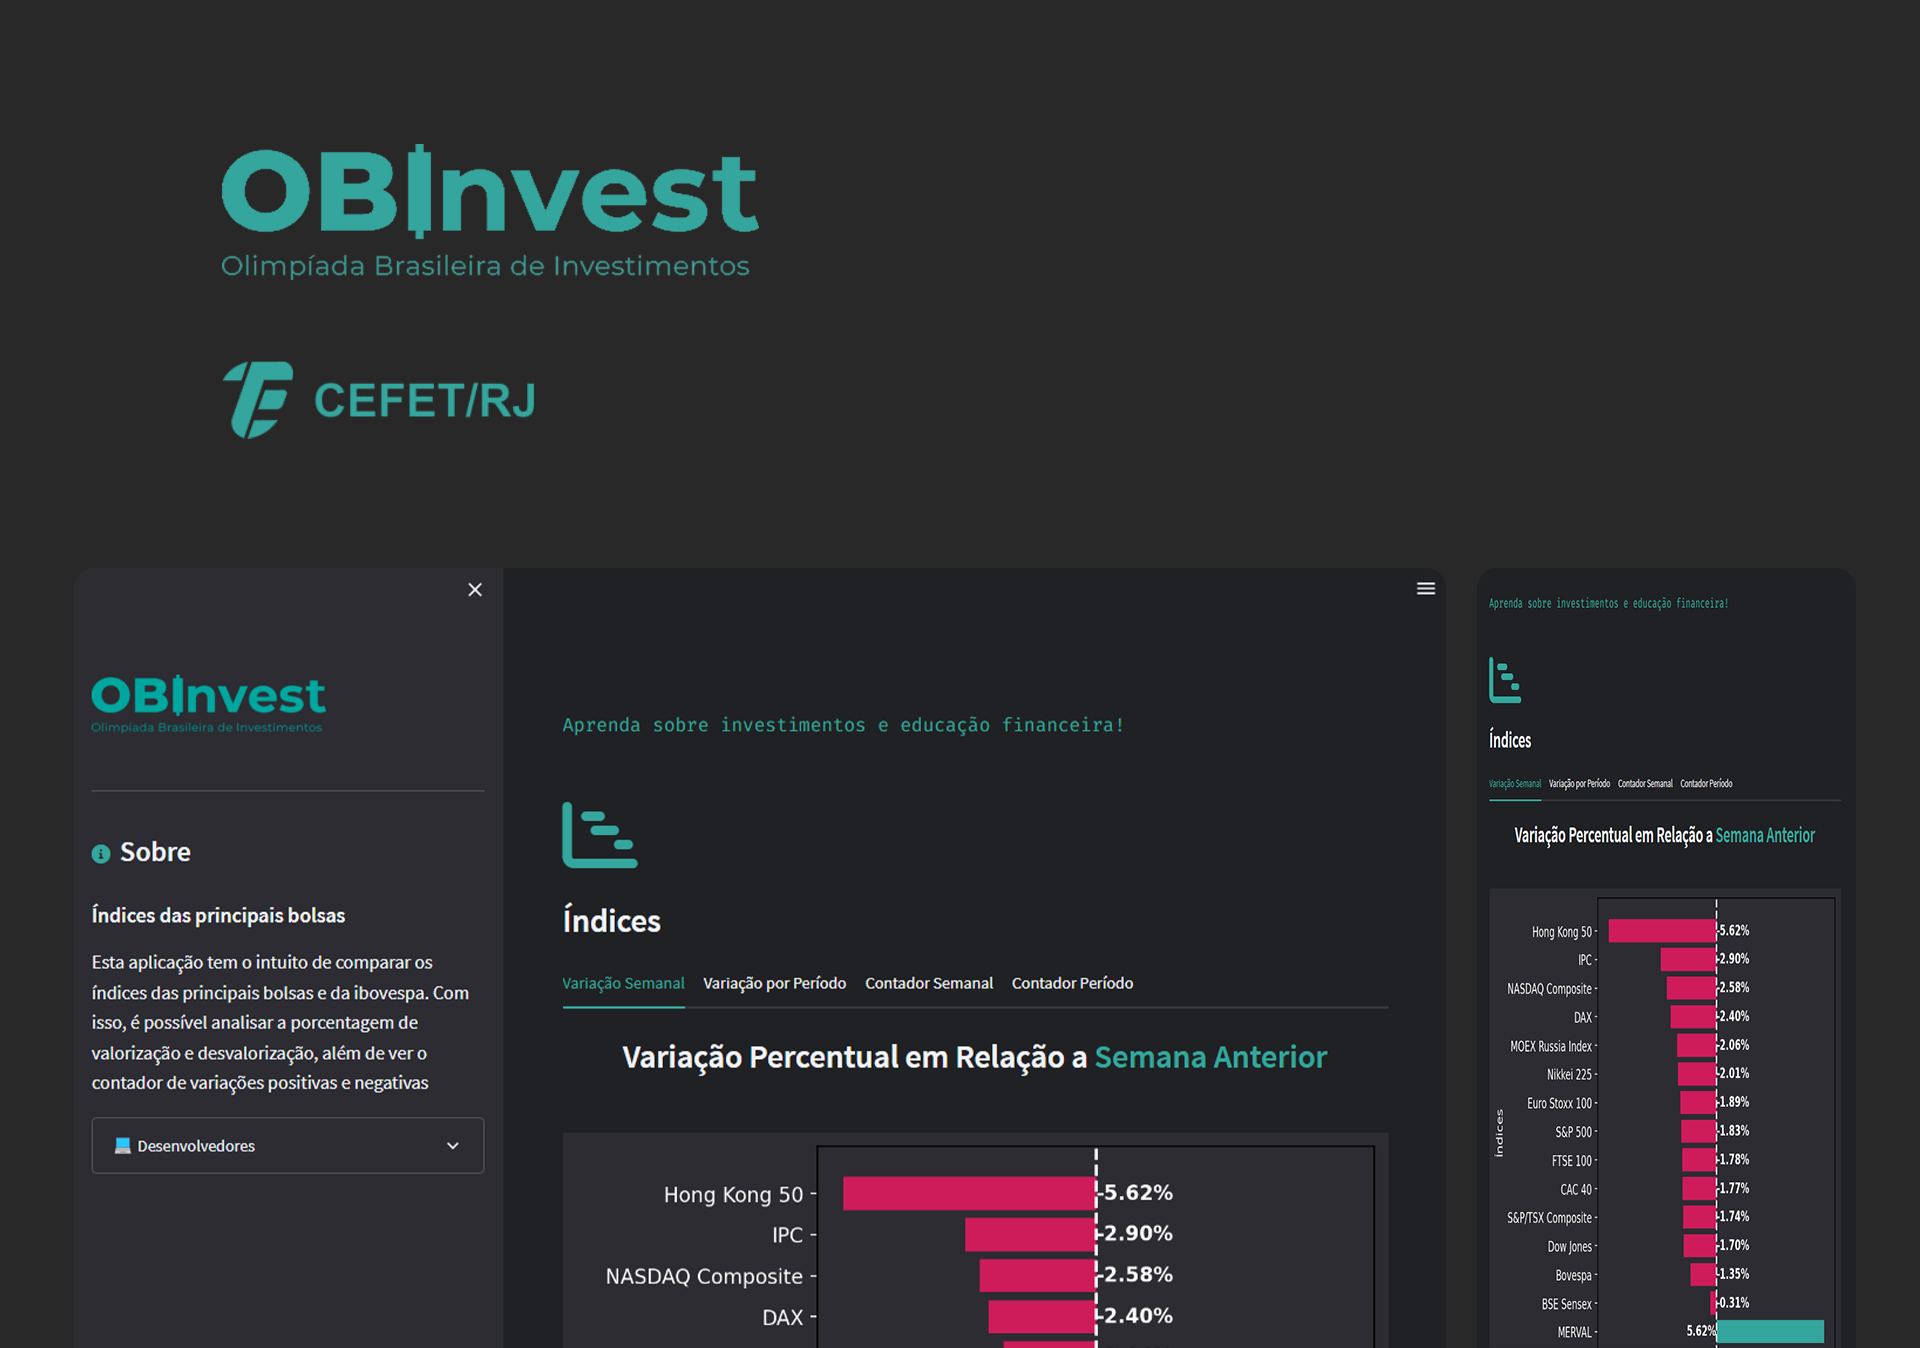 OBInvest
Olimpíada Brasileira de Investimentos
CEFET/RJ
OBInvest
Olimpíada Brasileira de Investimentos
Sobre
Índices das principais bolsas
Esta aplicação tem o intuito de comparar os
índices das principais bolsas e da ibovespa. Com
isso, é possível analisar a porcentagem de
valorização e desvalorização, além de ver o
contador de variações positivas e negativas
Desenvolvedores
Aprenda sobre investimentos e educação financeira!
Índices
Variação Semanal Variação por Período Contador Semanal Contador Período
Variação Percentual em Relação a Semana Anterior
Hong Kong 50 -5.62%
IPC -2.90%
NASDAQ Composite -2.58%
DAX -2.40%
Aprenda sobre investimentos e educação financeira!
Índices
Variação Semanal Variação por Período Contador Semanal Contador Período
Variação Percentual em Relação a Semana Anterior
Índices
Hong Kong 50 -5.62%
IPC -2.90%
NASDAQ Composite -2.58%
DAX -2.40%
MOEX Russia Index -2.06%
Nikkei 225 -2.01%
Euro Stoxx 100 -1.89%
S&P 500 -1.83%
FTSE 100 -1.78%
CAC 40 -1.77%
S&P/TSX Composite -1.74%
Dow Jones -1.70%
Bovespa -1.35%
BSE Sensex -0.31%
MERVAL 5.62%